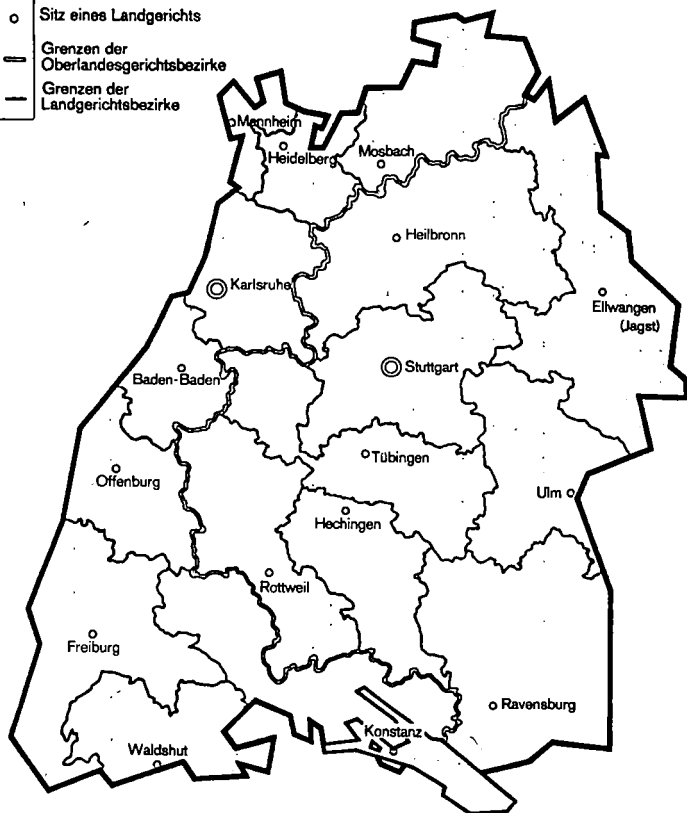 Sitz eines Landgerichts
Grenzen der
Oberlandesgerichtsbezirke
Grenzen der
Landgerichtsbezirke
Mannheim
Heidelberg
Mosbach
Heilbronn
Karlsruhe
Ellwangen
(Jagst)
Stuttgart
Baden-Baden
Tübingen
Offenburg
Ulm
Hechingen
Rottweil
Freiburg
Ravensburg
Konstanz
Waldshut